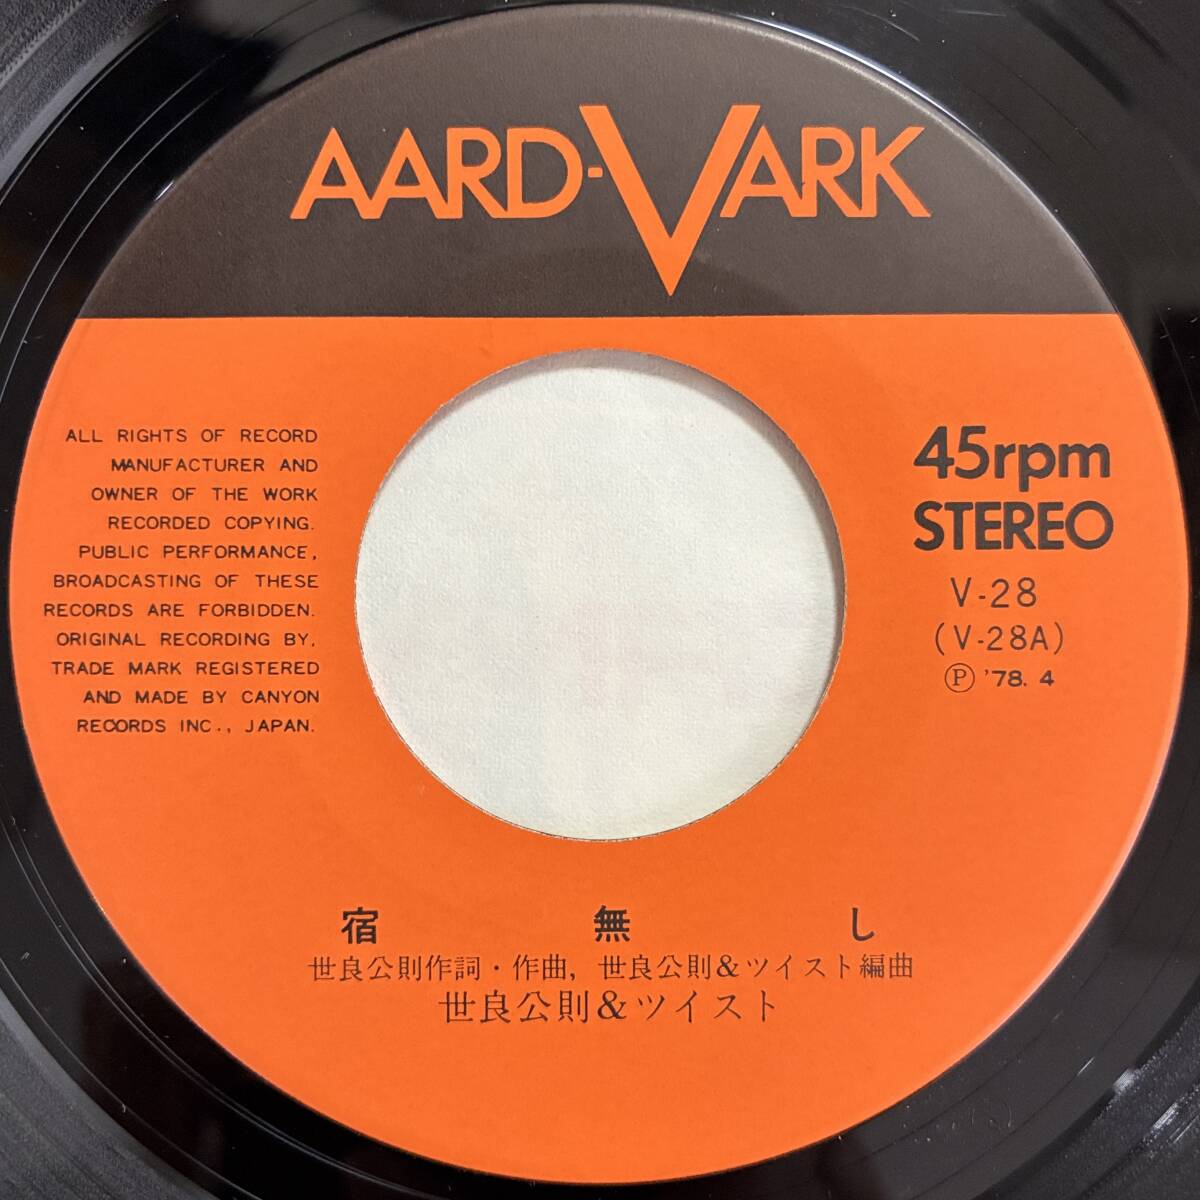 AARD-VARK
ALL RIGHTS OF RECORD
MANUFACTURER AND
OWNER OF THE WORK
RECORDED COPYING.
PUBLIC PERFORMANCE,
BROADCASTING OF THESE
RECORDS ARE FORBIDDEN.
ORIGINAL RECORDING BY,
TRADE MARK REGISTERED
AND MADE BY CANYON
RECORDS INC., JAPAN.
45rpm
STEREO
V-28
(V-28A)
Ⓟ '78. 4
宿無し
世良公則作詞・作曲, 世良公則&ツイスト編曲
世良公則&ツイスト